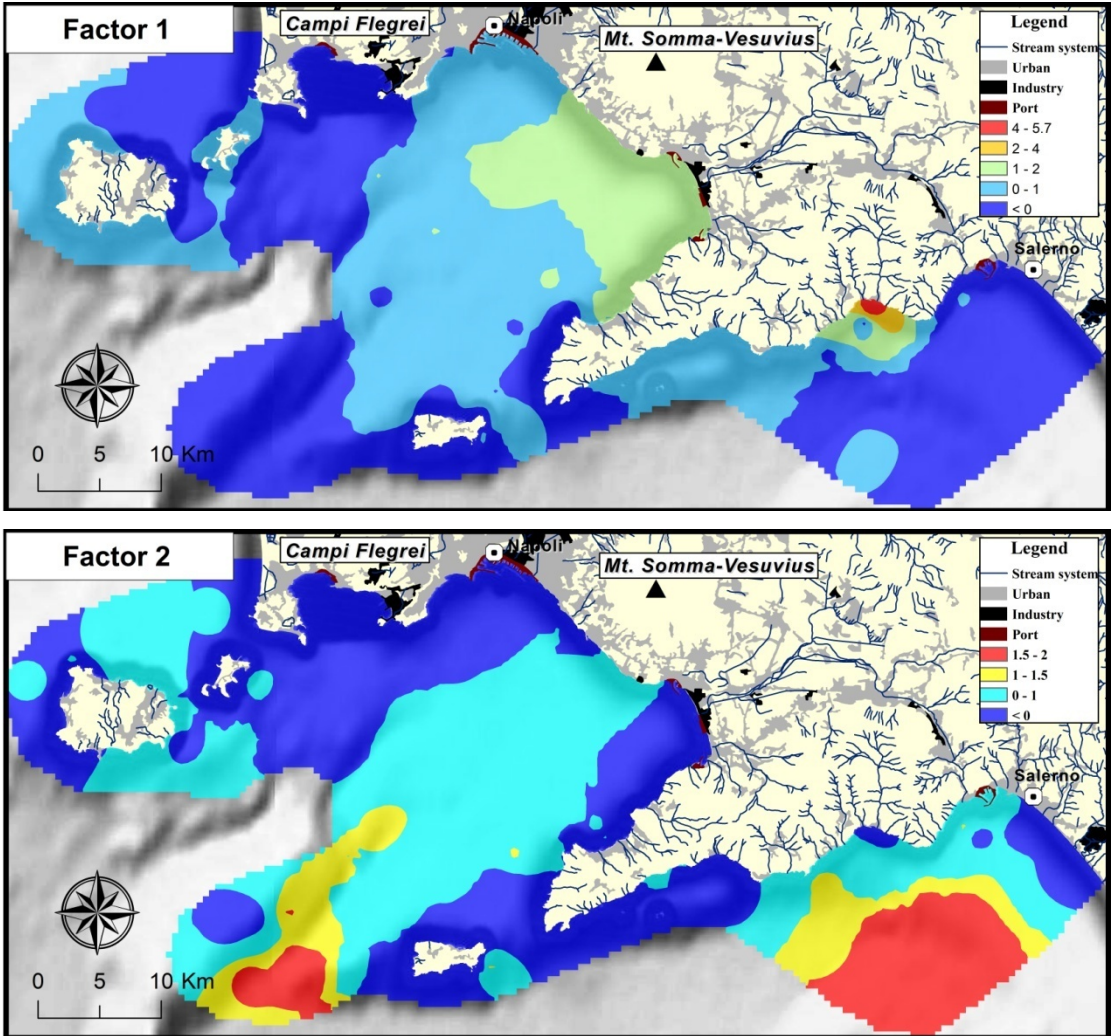 Factor 1
Campi Flegrei
Napoli
Mt. Somma-Vesuvius
Legend
Stream system
Urban
Industry
Port
4 - 5.7
2 - 4
1 - 2
0 - 1
< 0
Salerno
0 5 10 Km
Factor 2
Campi Flegrei
Napoli
Mt. Somma-Vesuvius
Legend
Stream system
Urban
Industry
Port
1.5 - 2
1 - 1.5
0 - 1
< 0
Salerno
0 5 10 Km